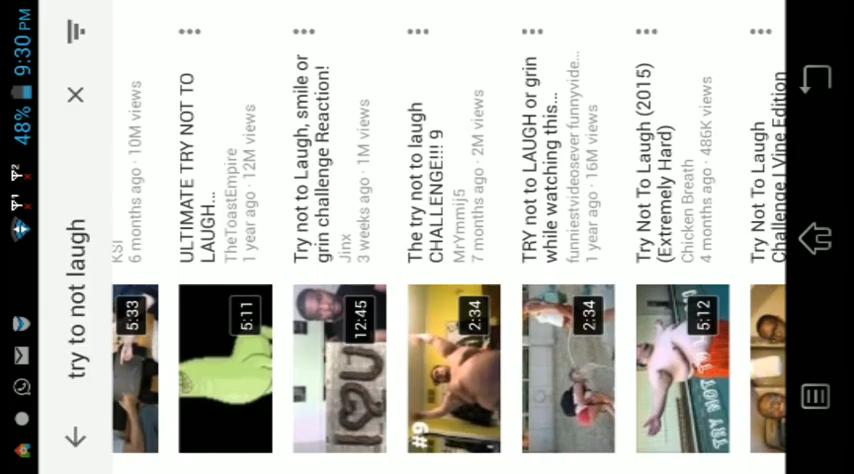 48% 9:30 PM
try to not laugh
KSI
6 months ago · 10M views
5:33
ULTIMATE TRY NOT TO
LAUGH...
TheToastEmpire
1 year ago · 12M views
5:11
Try not to Laugh, smile or
grin challenge Reaction!
Jinx
3 weeks ago · 1M views
12:45
I U
The try not to laugh
CHALLENGE!!! 9
MrYmmij5
7 months ago · 2M views
#9
2:34
TRY not to LAUGH or grin
while watching this...
funniestvideosever funnyvide...
1 year ago · 16M views
2:34
Try Not To Laugh (2015)
(Extremely Hard)
Chicken Breath
4 months ago · 486K views
TRY NOT
5:12
Try Not To Laugh
Challenge | Vine Edition